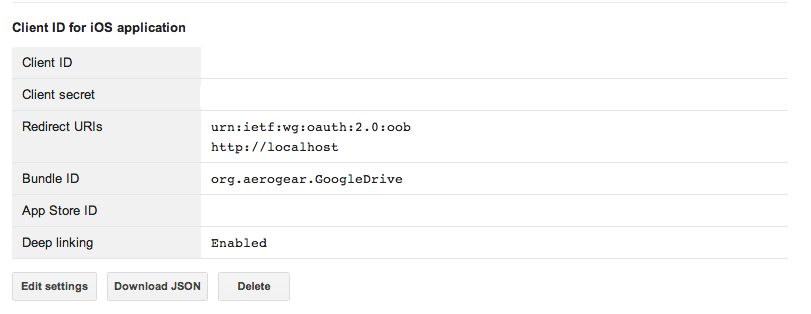 Client ID for iOS application
Client ID
Client secret
Redirect URIs urn:ietf:wg:oauth:2.0:oob
http://localhost
Bundle ID org.aerogear.GoogleDrive
App Store ID
Deep linking Enabled
Edit settings Download JSON Delete